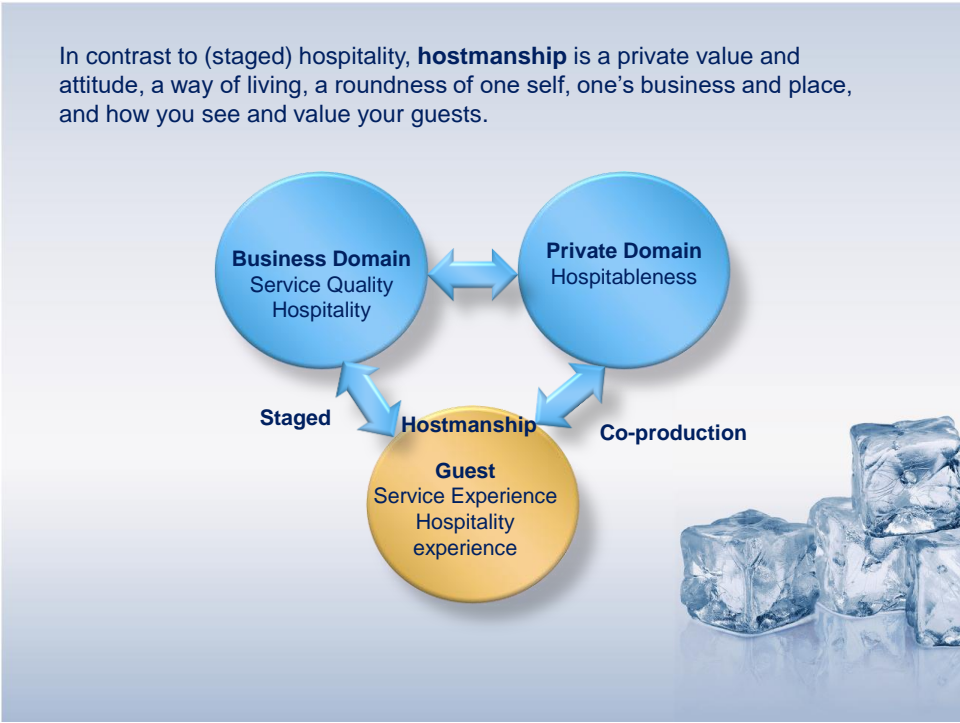 In contrast to (staged) hospitality, hostmanship is a private value and
attitude, a way of living, a roundness of one self, one's business and place,
and how you see and value your guests.
Business Domain
Service Quality
Hospitality
Private Domain
Hospitableness
Staged
Hostmanship
Co-production
Guest
Service Experience
Hospitality
experience